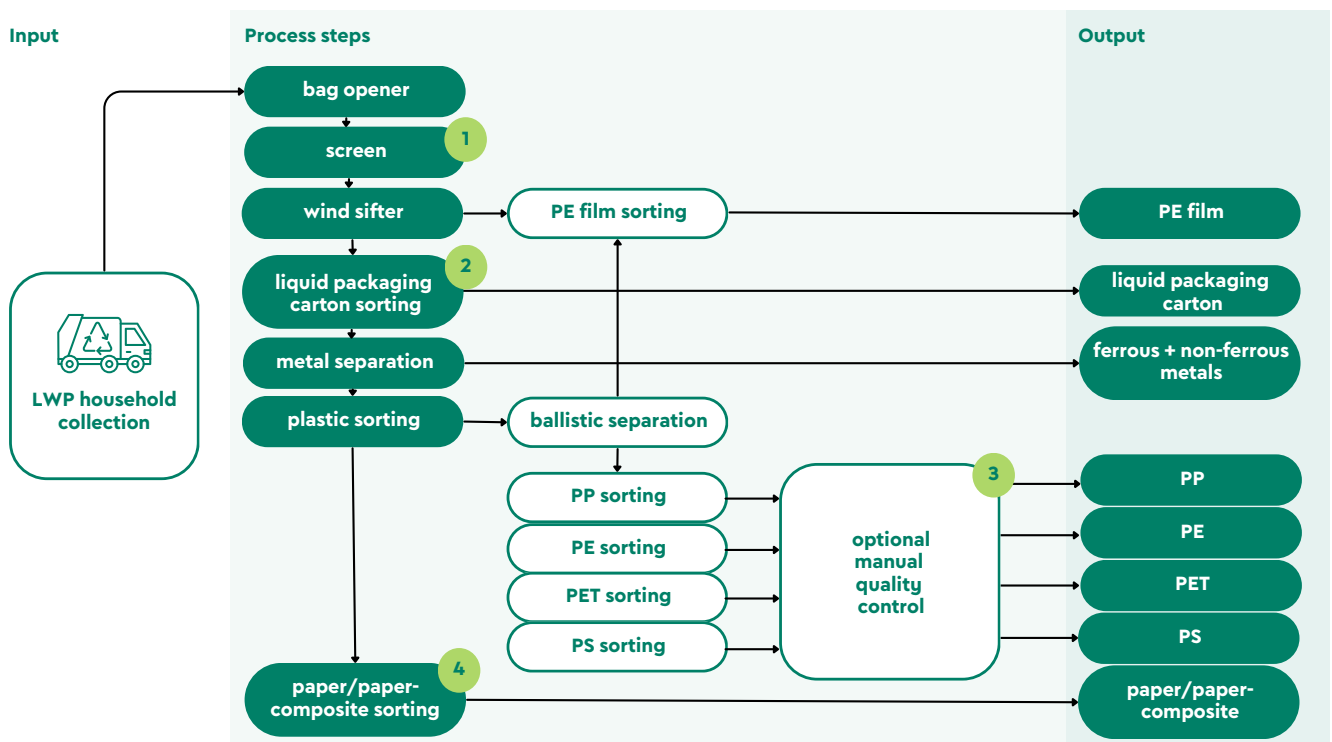 Input
Process steps
Output
bag opener
1
screen
wind sifter
PE film sorting
PE film
2
liquid packaging
carton sorting
liquid packaging
carton
metal separation
ferrous + non-ferrous
metals
LWP household
collection
plastic sorting
ballistic separation
PP sorting
PE sorting
PET sorting
PS sorting
3
optional
manual
quality
control
PP
PE
PET
PS
4
paper/paper-
composite sorting
paper/paper-
composite